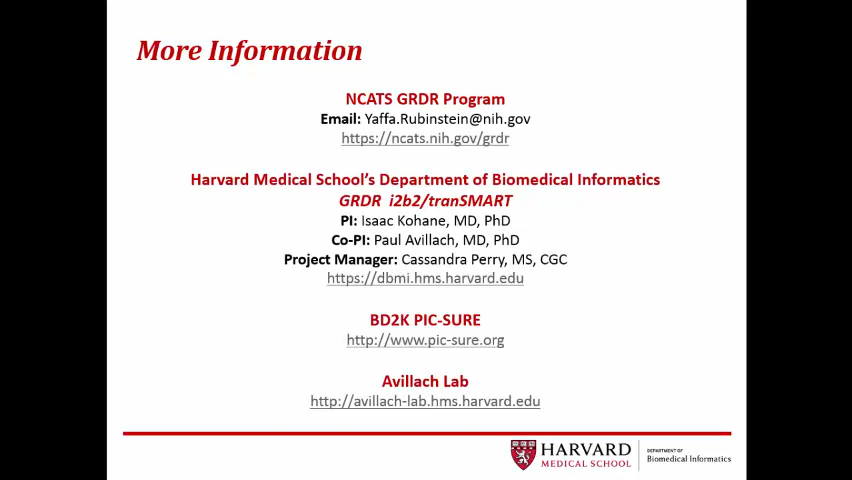 More Information
NCATS GRDR Program
Email: Yaffa.Rubinstein@nih.gov
https://ncats.nih.gov/grdr
Harvard Medical School's Department of Biomedical Informatics
GRDR i2b2/tranSMART
PI: Isaac Kohane, MD, PhD
Co-PI: Paul Avillach, MD, PhD
Project Manager: Cassandra Perry, MS, CGC
https://dbmi.hms.harvard.edu
BD2K PIC-SURE
http://www.pic-sure.org
Avillach Lab
http://avillach-lab.hms.harvard.edu
HARVARD
MEDICAL SCHOOL
DEPARTMENT OF
Biomedical Informatics